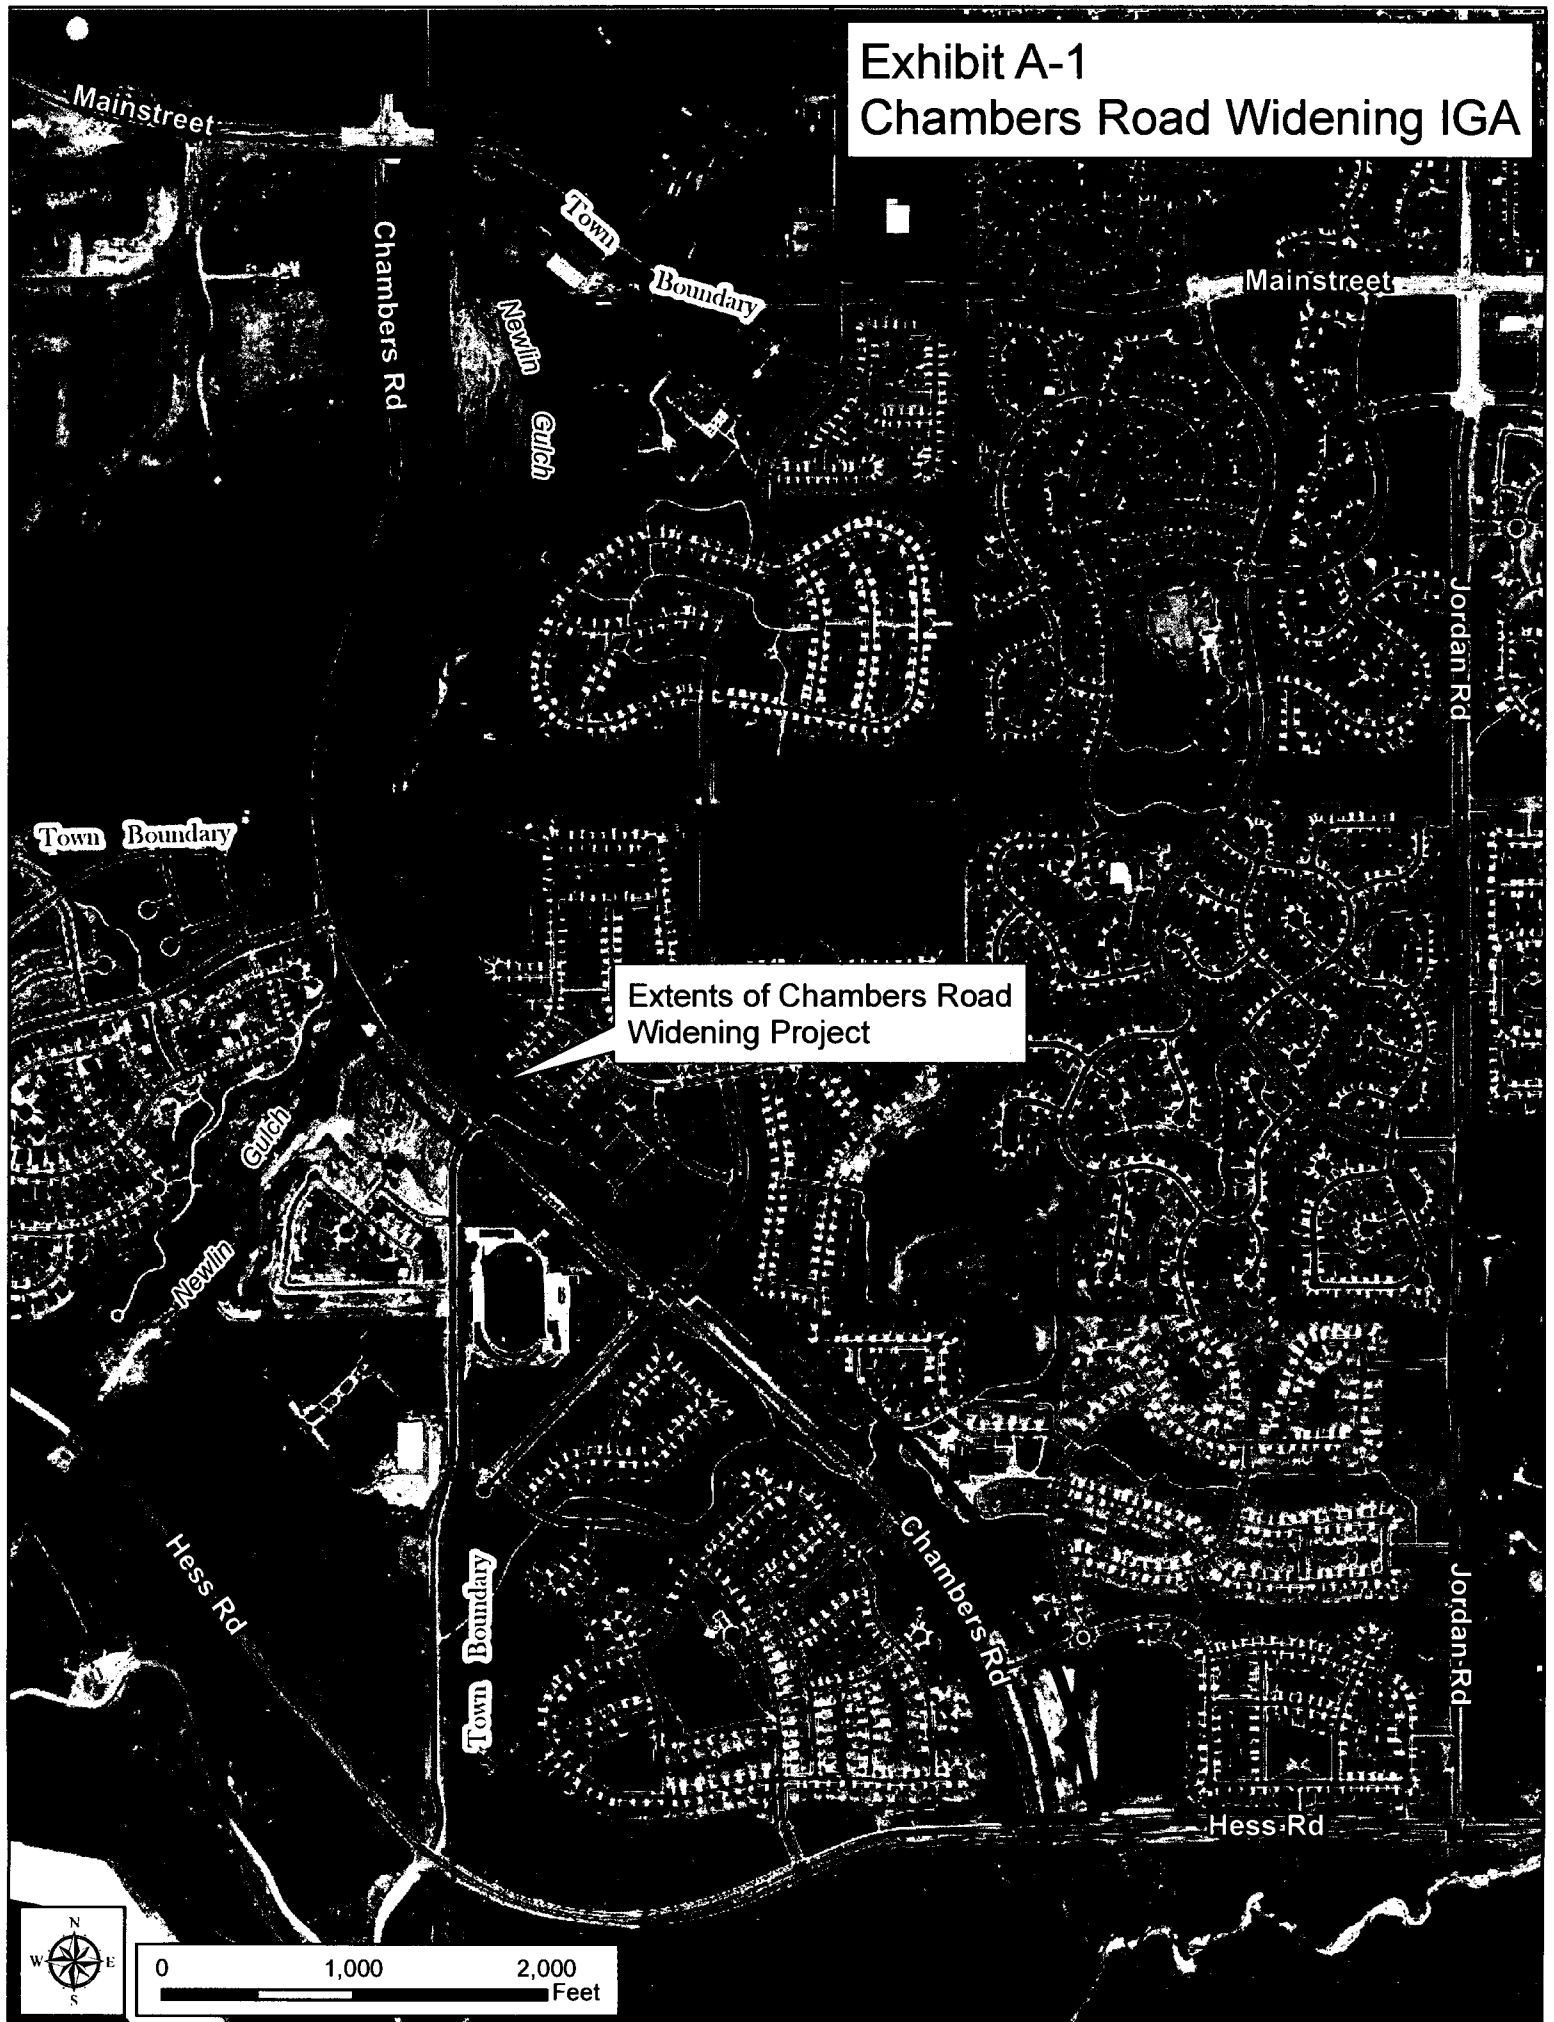 Exhibit A-1
Chambers Road Widening IGA
Mainstreet
Town
Boundary
Chambers Rd
Mainstreet
Newlin
Gulch
Jordan Rd
Town Boundary
Extents of Chambers Road
Widening Project
Gulch
Newlin
Hess Rd
Chambers Rd
Town Boundary
Jordan Rd
Hess Rd
N
W E
S
0 1,000 2,000
Feet